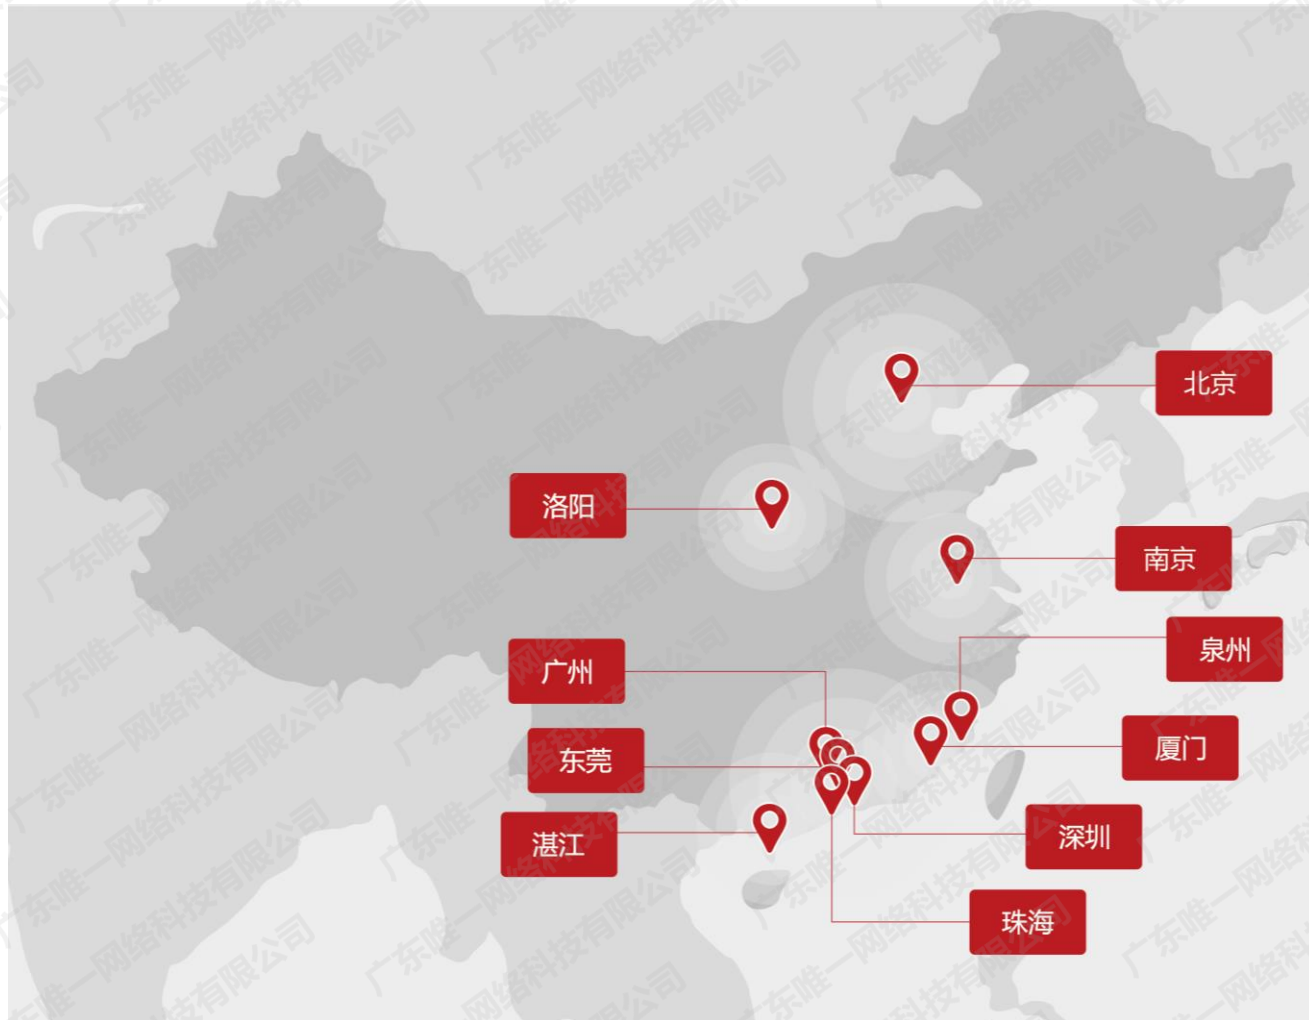 北京
洛阳
南京
泉州
广州
厦门
东莞
深圳
湛江
珠海
广东唯一网络科技有限公司